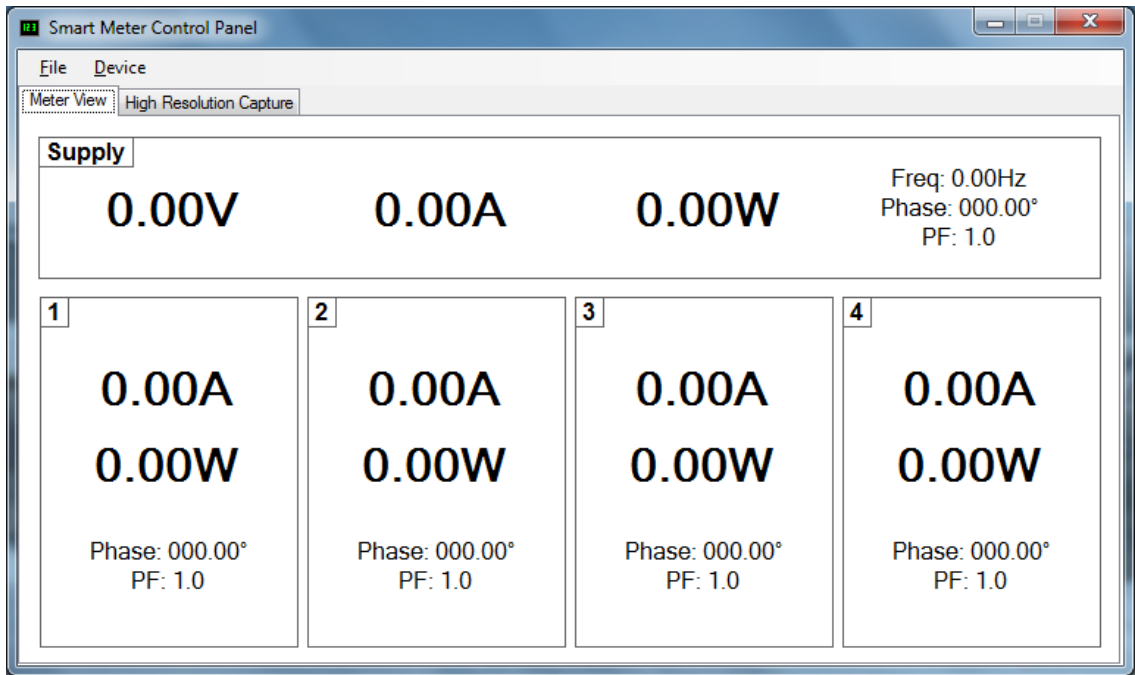 Smart Meter Control Panel
File Device
Meter View High Resolution Capture
Supply
0.00V 0.00A 0.00W
Freq: 0.00Hz
Phase: 000.00°
PF: 1.0
1
0.00A
0.00W
Phase: 000.00°
PF: 1.0
2
0.00A
0.00W
Phase: 000.00°
PF: 1.0
3
0.00A
0.00W
Phase: 000.00°
PF: 1.0
4
0.00A
0.00W
Phase: 000.00°
PF: 1.0